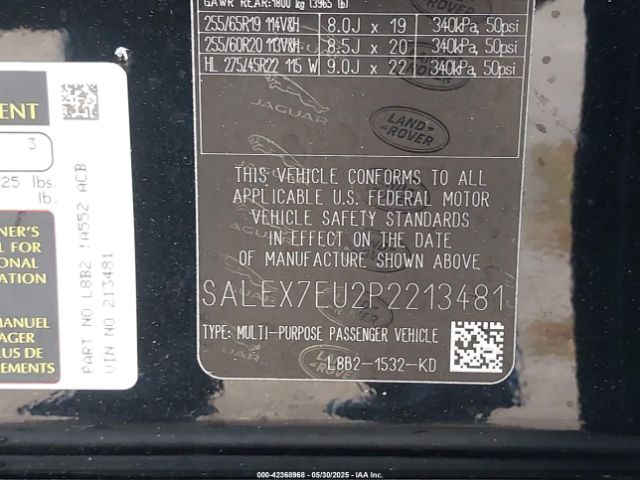 GAWR REAR:1800 kg (3965 lb)
255/65R19 114V&H 8.0J x 19 340kPa, 50psi
255/60R20 113V&H 8.5J x 20 340kPa, 50psi
HL 275/45R22 115 W 9.0J x 22 340kPa, 50psi
JAGUAR
LAND-
ROVER
THIS VEHICLE CONFORMS TO ALL
APPLICABLE U.S. FEDERAL MOTOR
VEHICLE SAFETY STANDARDS
IN EFFECT ON THE DATE
OF MANUFACTURE SHOWN ABOVE
SALEX7EU2P2213481
TYPE: MULTI-PURPOSE PASSENGER VEHICLE
L8B2-1532-KD
ENT
3
25 lbs.
lb.
NER'S
L FOR
IONAL
ATION
MANUEL
AGER
LUS DE
EMENTS
PART NO L8B2 1A552 ACB
VIN NO 213481
000-42368968 - 05/30/2025 - IAA Inc.